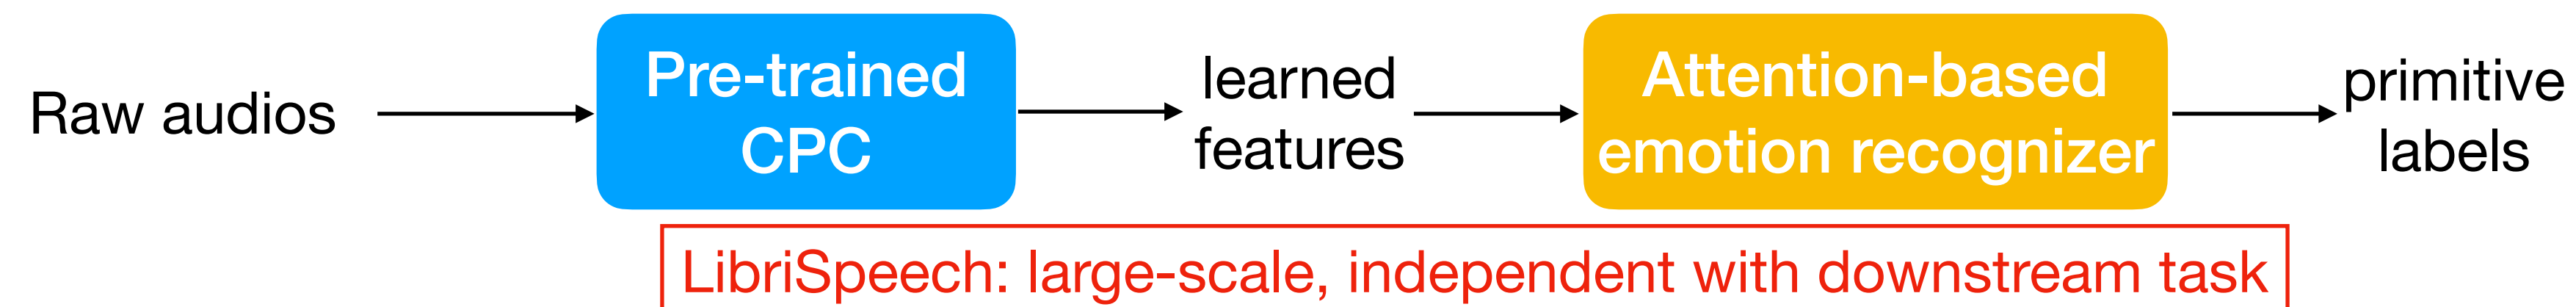 Raw audios
Pre-trained
CPC
learned
features
Attention-based
emotion recognizer
primitive
labels
LibriSpeech: large-scale, independent with downstream task